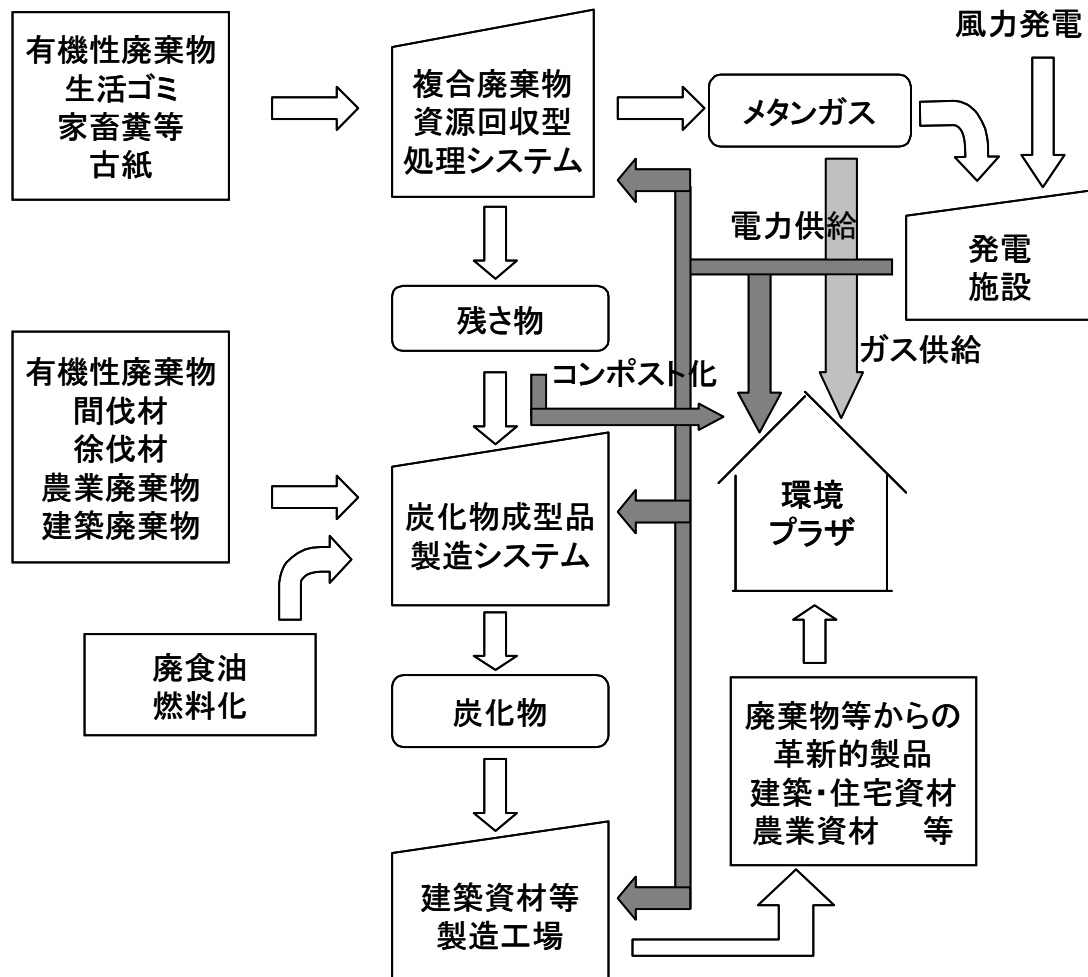 有機性廃棄物
生活ゴミ
家畜糞等
古紙
複合廃棄物
資源回収型
処理システム
メタンガス
風力発電
電力供給
発電
施設
残さ物
ガス供給
有機性廃棄物
間伐材
徐伐材
農業廃棄物
建築廃棄物
コンポスト化
炭化物成型品
製造システム
環境
プラザ
廃食油
燃料化
炭化物
廃棄物等からの
革新的製品
建築・住宅資材
農業資材　等
建築資材等
製造工場